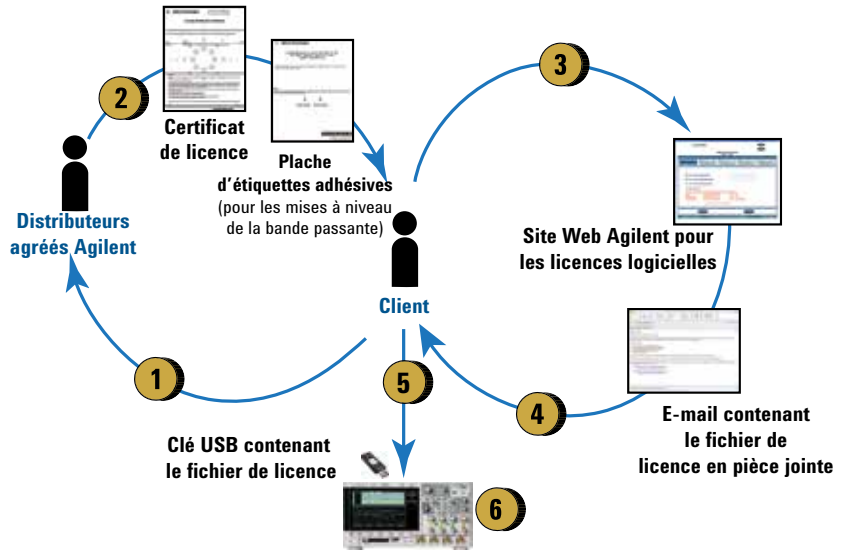 2
3
Certificat
de licence
Plache
d'étiquettes adhésives
(pour les mises à niveau
de la bande passante)
Distributeurs
agréés Agilent
Site Web Agilent pour
les licences logicielles
Client
1
5
4
E-mail contenant
le fichier de
licence en pièce jointe
Clé USB contenant
le fichier de licence
6